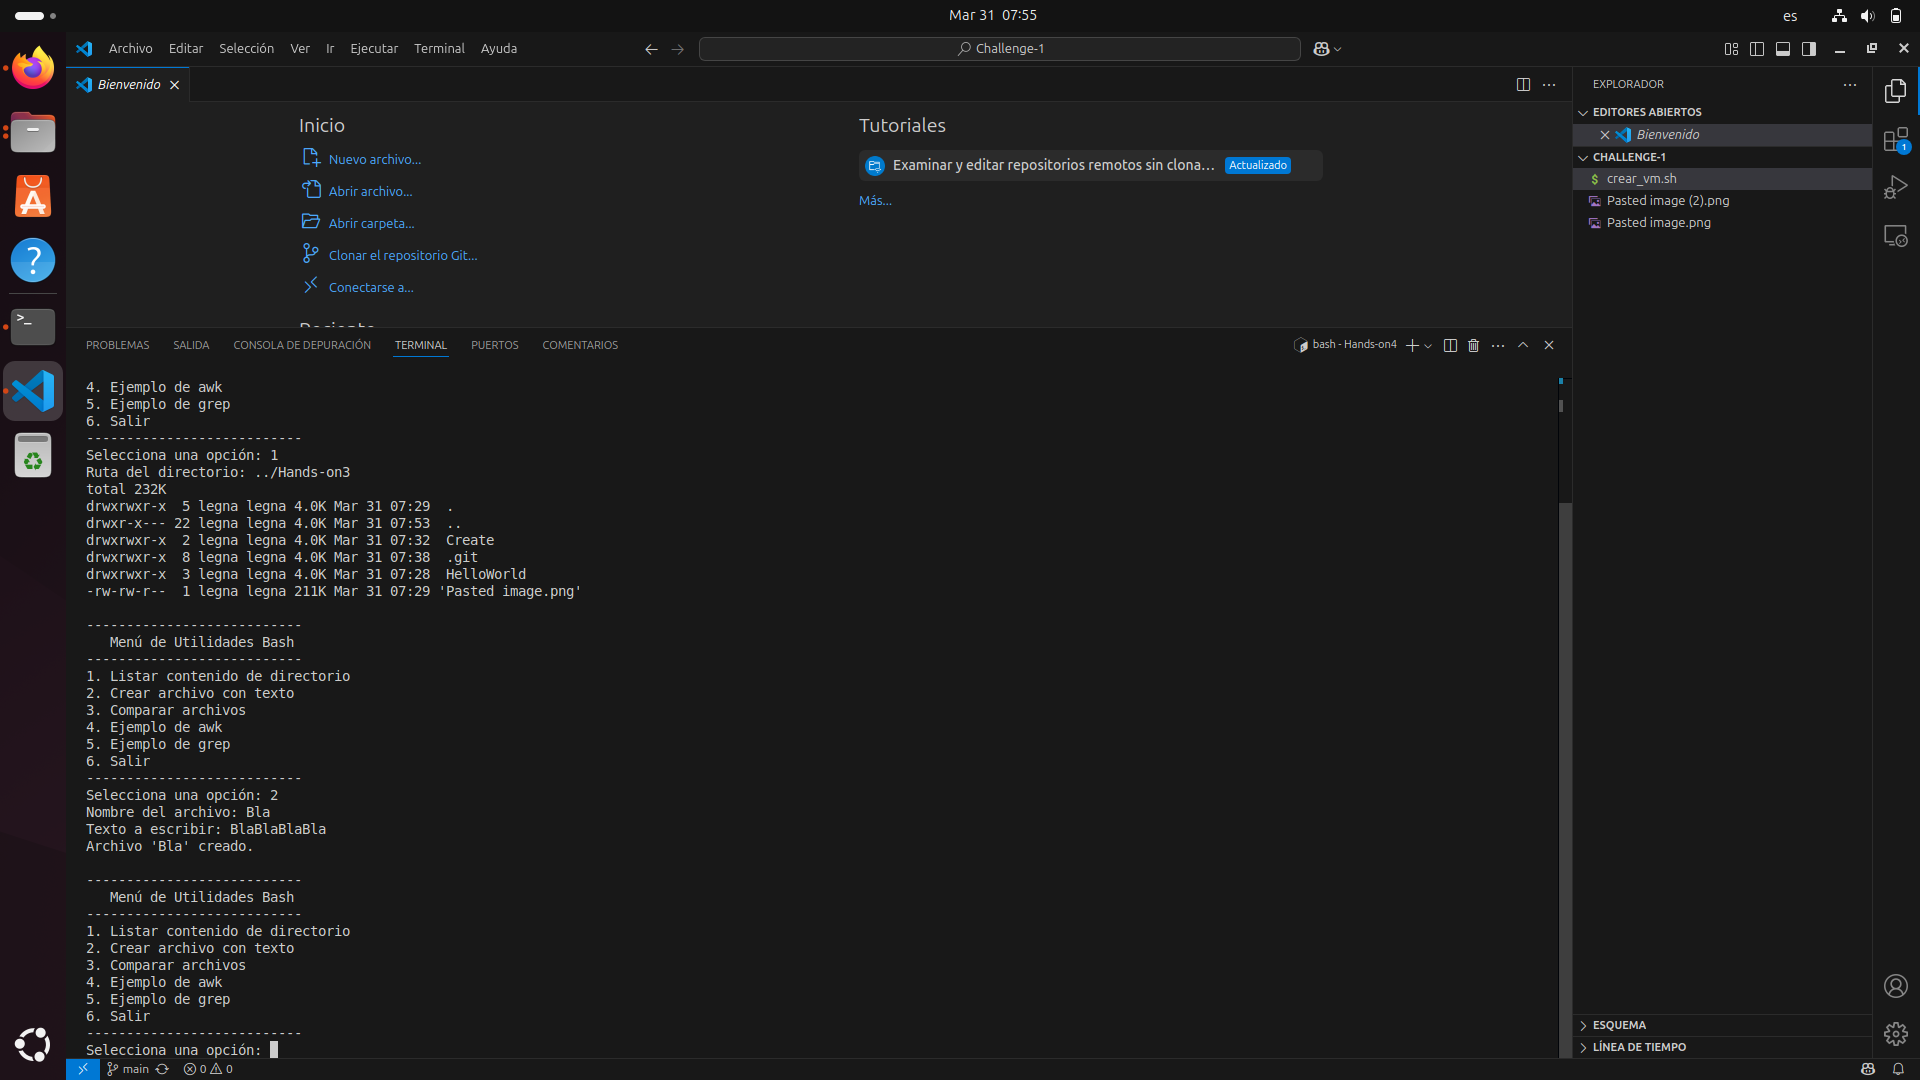 Mar 31 07:55
es
Archivo Editar Selección Ver Ir Ejecutar Terminal Ayuda
Challenge-1
Bienvenido
Inicio
Nuevo archivo...
Abrir archivo...
Abrir carpeta...
Clonar el repositorio Git...
Conectarse a...
Tutoriales
Examinar y editar repositorios remotos sin clona... Actualizado
Más...
EXPLORADOR
EDITORES ABIERTOS
Bienvenido
CHALLENGE-1
$ crear_vm.sh
Pasted image (2).png
Pasted image.png
1
PROBLEMAS SALIDA CONSOLA DE DEPURACIÓN TERMINAL PUERTOS COMENTARIOS
bash - Hands-on4
4. Ejemplo de awk
5. Ejemplo de grep
6. Salir
---------------------------
Selecciona una opción: 1
Ruta del directorio: ../Hands-on3
total 232K
drwxrwxr-x  5 legna legna 4.0K Mar 31 07:29  .
drwxr-x--- 22 legna legna 4.0K Mar 31 07:53  ..
drwxrwxr-x  2 legna legna 4.0K Mar 31 07:32  Create
drwxrwxr-x  8 legna legna 4.0K Mar 31 07:38  .git
drwxrwxr-x  3 legna legna 4.0K Mar 31 07:28  HelloWorld
-rw-rw-r--  1 legna legna 211K Mar 31 07:29 'Pasted image.png'
---------------------------
Menú de Utilidades Bash
---------------------------
1. Listar contenido de directorio
2. Crear archivo con texto
3. Comparar archivos
4. Ejemplo de awk
5. Ejemplo de grep
6. Salir
---------------------------
Selecciona una opción: 2
Nombre del archivo: Bla
Texto a escribir: BlaBlaBlaBla
Archivo 'Bla' creado.
---------------------------
Menú de Utilidades Bash
---------------------------
1. Listar contenido de directorio
2. Crear archivo con texto
3. Comparar archivos
4. Ejemplo de awk
5. Ejemplo de grep
6. Salir
---------------------------
Selecciona una opción:
ESQUEMA
LÍNEA DE TIEMPO
main 0 0